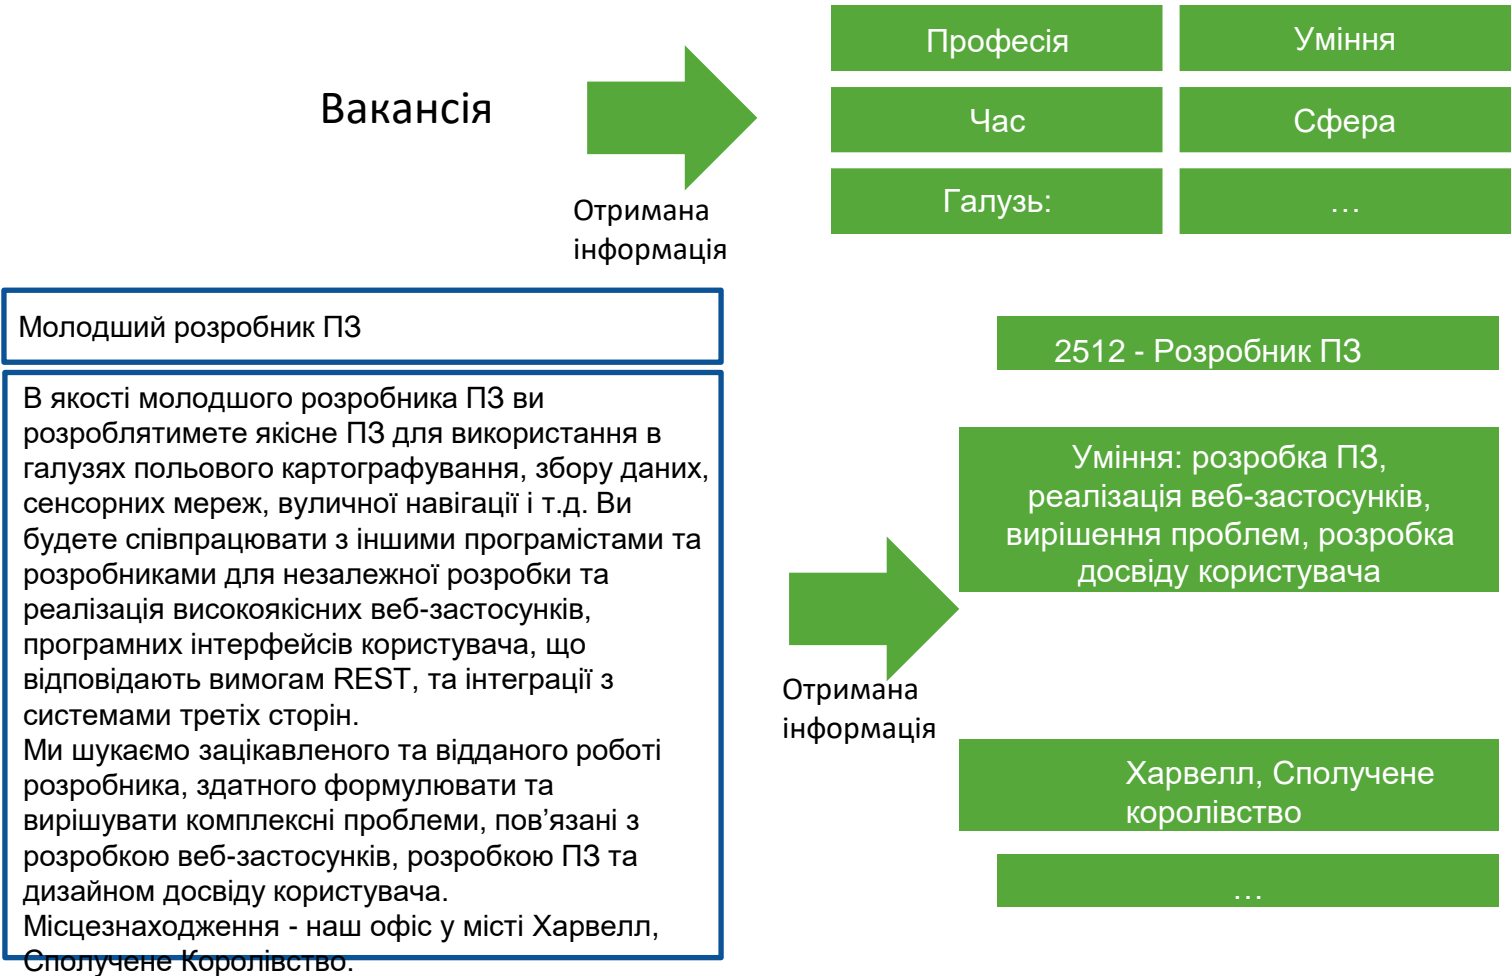 Вакансія
Отримана
інформація
Професія
Уміння
Час
Сфера
Галузь:
…
Молодший розробник ПЗ
В якості молодшого розробника ПЗ ви
розроблятимете якісне ПЗ для використання в
галузях польового картографування, збору даних,
сенсорних мереж, вуличної навігації і т.д. Ви
будете співпрацювати з іншими програмістами та
розробниками для незалежної розробки та
реалізація високоякісних веб-застосунків,
програмних інтерфейсів користувача, що
відповідають вимогам REST, та інтеграції з
системами третіх сторін.
Ми шукаємо зацікавленого та відданого роботі
розробника, здатного формулювати та
вирішувати комплексні проблеми, пов’язані з
розробкою веб-застосунків, розробкою ПЗ та
дизайном досвіду користувача.
Місцезнаходження - наш офіс у місті Харвелл,
Сполучене Королівство.
Отримана
інформація
2512 - Розробник ПЗ
Уміння: розробка ПЗ,
реалізація веб-застосунків,
вирішення проблем, розробка
досвіду користувача
Харвелл, Сполучене
королівство
…